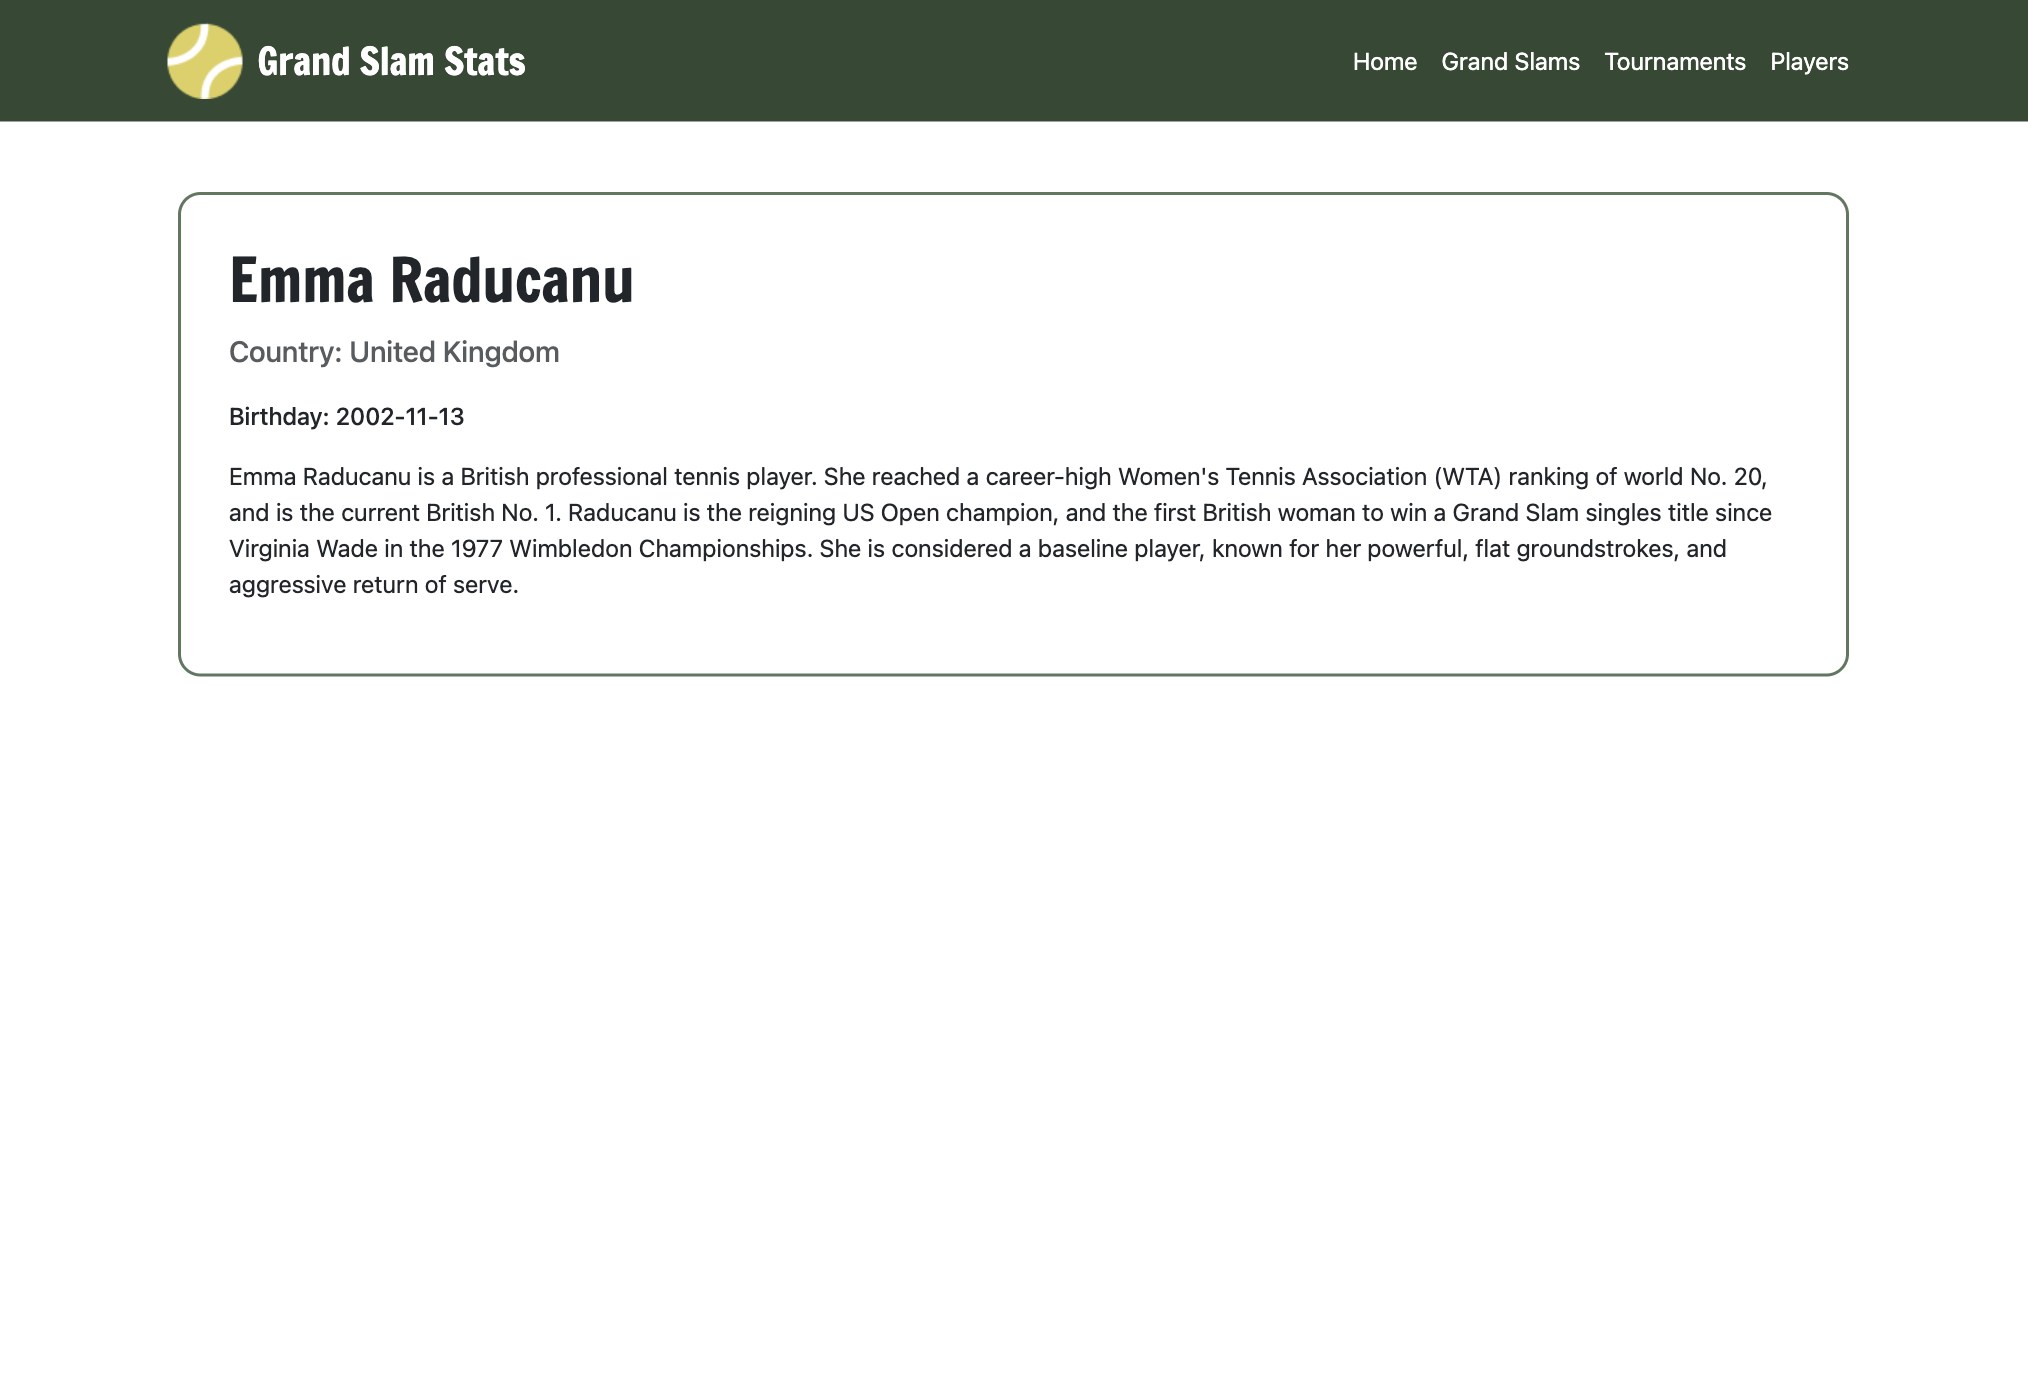 Grand Slam Stats
Home Grand Slams Tournaments Players
Emma Raducanu
Country: United Kingdom
Birthday: 2002-11-13
Emma Raducanu is a British professional tennis player. She reached a career-high Women's Tennis Association (WTA) ranking of world No. 20,
and is the current British No. 1. Raducanu is the reigning US Open champion, and the first British woman to win a Grand Slam singles title since
Virginia Wade in the 1977 Wimbledon Championships. She is considered a baseline player, known for her powerful, flat groundstrokes, and
aggressive return of serve.